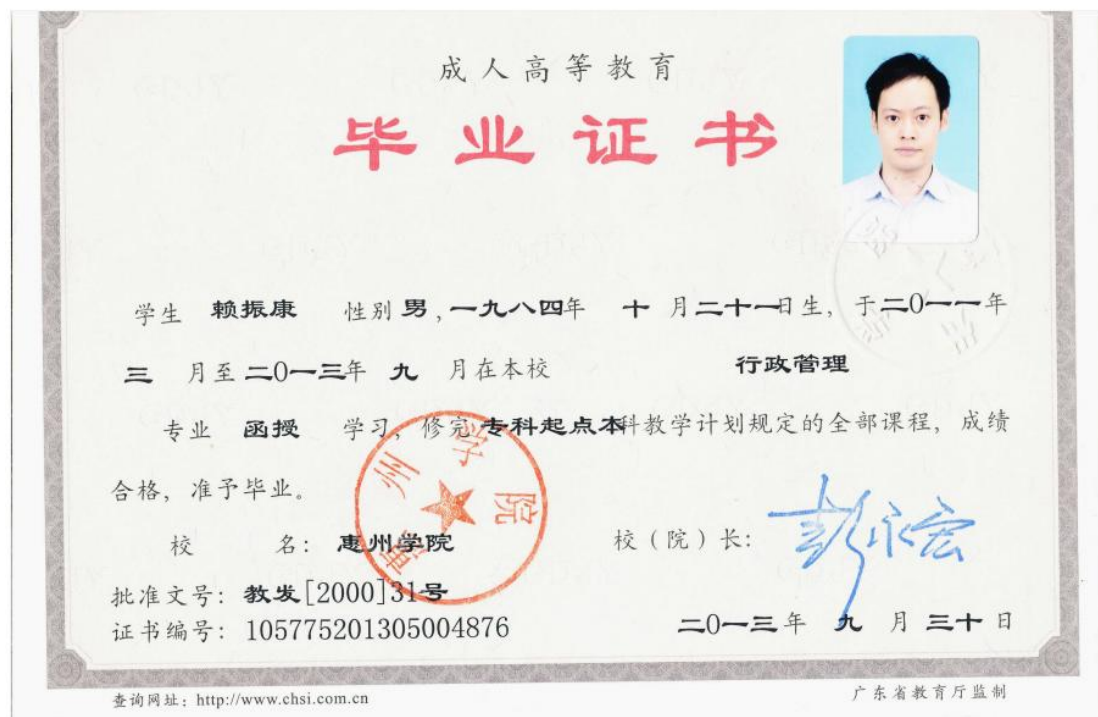 成人高等教育
毕业证书
学生 赖振康 性别 男，一九八四年 十 月二十一日生，于二0一一年
三 月至二0一三年 九 月在本校 行政管理
专业 函授 学习，修完专科起点本科教学计划规定的全部课程，成绩
合格，准予毕业。
校 名：惠州学院 校（院）长：彭永宏
批准文号：教发[2000]31号
证书编号：105775201305004876 二0一三年 九 月 三十 日
惠州学院
查询网址：http://www.chsi.com.cn 广东省教育厅监制